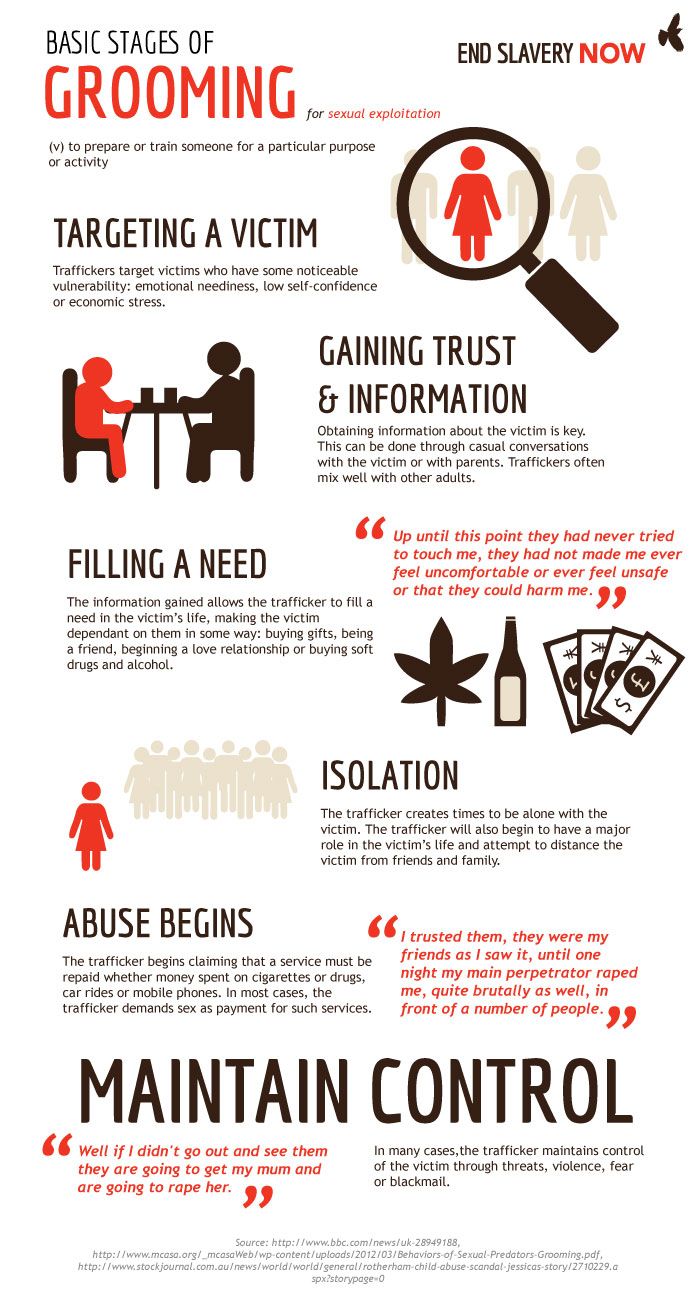 BASIC STAGES OF
END SLAVERY NOW
GROOMING
for sexual exploitation
(v) to prepare or train someone for a particular purpose
or activity
TARGETING A VICTIM
Traffickers target victims who have some noticeable
vulnerability: emotional neediness, low self-confidence
or economic stress.
GAINING TRUST
& INFORMATION
Obtaining information about the victim is key.
This can be done through casual conversations
with the victim or with parents. Traffickers often
mix well with other adults.
“ Up until this point they had never tried
to touch me, they had not made me ever
feel uncomfortable or ever feel unsafe
or that they could harm me. ”
FILLING A NEED
The information gained allows the trafficker to fill a
need in the victim’s life, making the victim
dependant on them in some way: buying gifts, being
a friend, beginning a love relationship or buying soft
drugs and alcohol.
¥ ¥ ¥ ¥
£
$
ISOLATION
The trafficker creates times to be alone with the
victim. The trafficker will also begin to have a major
role in the victim’s life and attempt to distance the
victim from friends and family.
ABUSE BEGINS
The trafficker begins claiming that a service must be
repaid whether money spent on cigarettes or drugs,
car rides or mobile phones. In most cases, the
trafficker demands sex as payment for such services.
“ I trusted them, they were my
friends as I saw it, until one
night my main perpetrator raped
me, quite brutally as well, in
front of a number of people. ”
MAINTAIN CONTROL
“ Well if I didn't go out and see them
they are going to get my mum and
are going to rape her. ”
In many cases,the trafficker maintains control
of the victim through threats, violence, fear
or blackmail.
Source: http://www.bbc.com/news/uk-28949188,
http://www.mcasa.org/_mcasaWeb/wp-content/uploads/2012/03/Behaviors-of-Sexual-Predators-Grooming.pdf,
http://www.stockjournal.com.au/news/world/world/general/rotherham-child-abuse-scandal-jessicas-story/2710229.a
spx?storypage=0